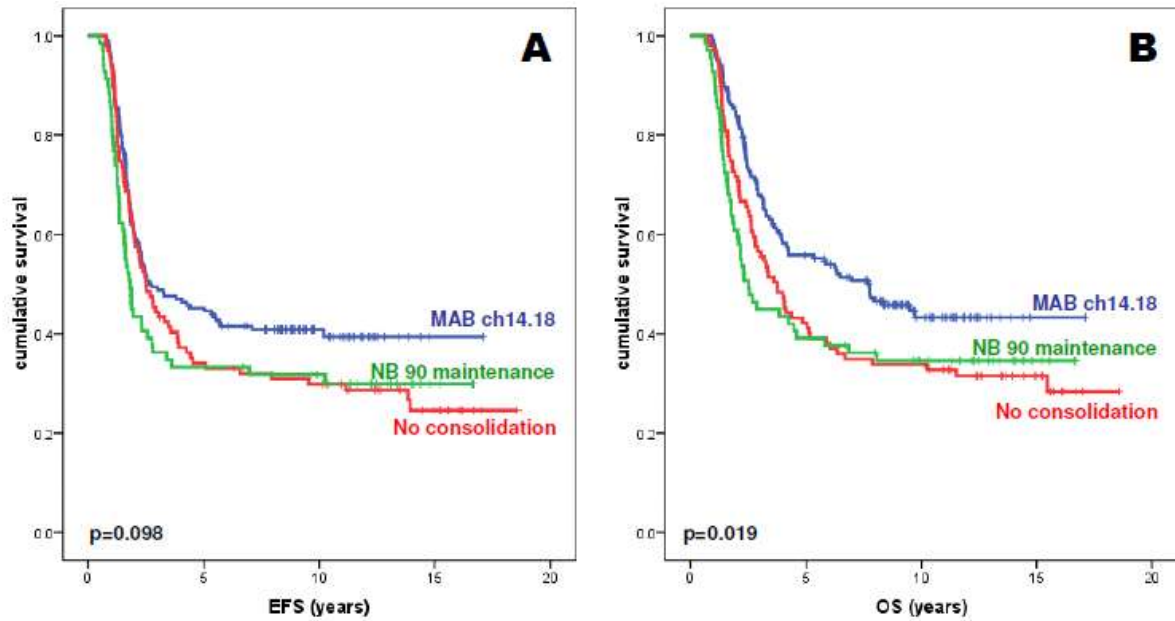 A
1.0
0.8
0.6
0.4
0.2
0.0
cumulative survival
MAB ch14.18
NB 90 maintenance
No consolidation
p=0.098
0 5 10 15 20
EFS (years)
B
1.0
0.8
0.6
0.4
0.2
0.0
cumulative survival
MAB ch14.18
NB 90 maintenance
No consolidation
p=0.019
0 5 10 15 20
OS (years)